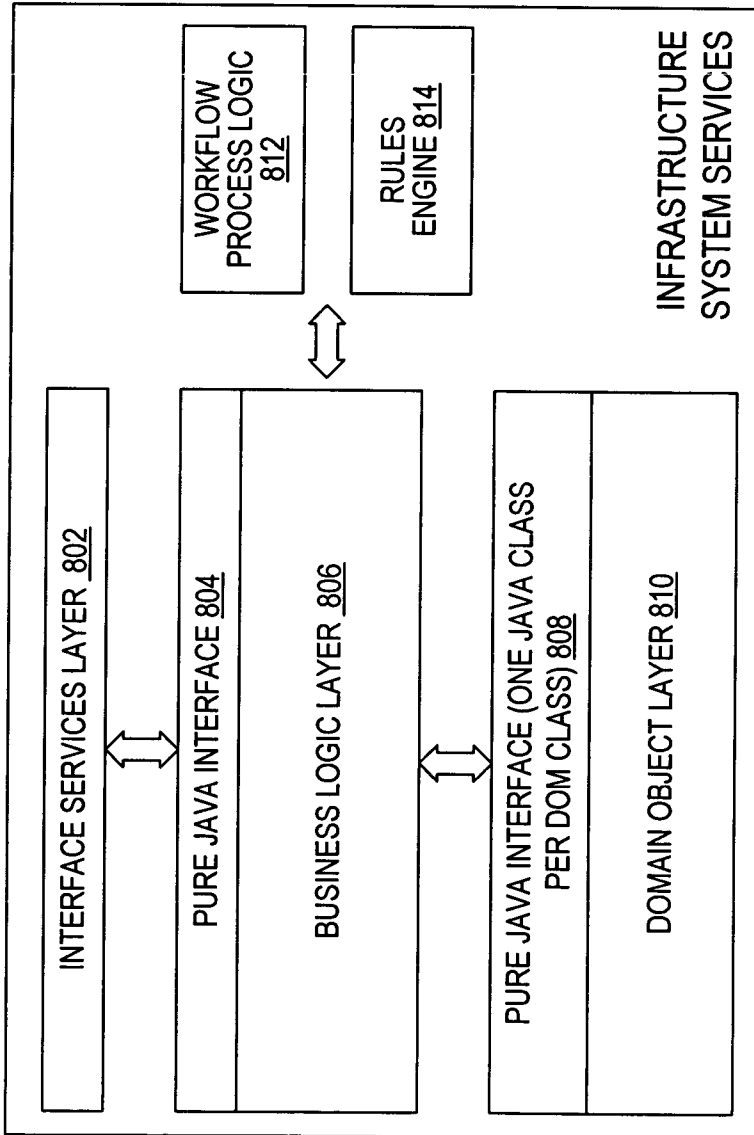 INTERFACE SERVICES LAYER 802
PURE JAVA INTERFACE 804
BUSINESS LOGIC LAYER 806
WORKFLOW
PROCESS LOGIC
812
RULES
ENGINE 814
PURE JAVA INTERFACE (ONE JAVA CLASS
PER DOM CLASS) 808
DOMAIN OBJECT LAYER 810
INFRASTRUCTURE
SYSTEM SERVICES